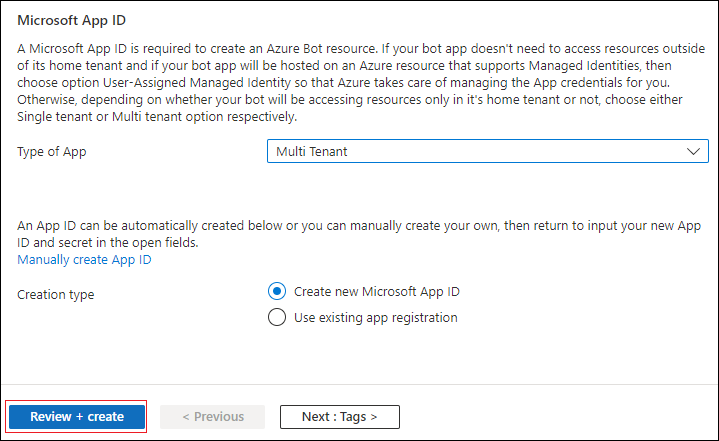 Microsoft App ID
A Microsoft App ID is required to create an Azure Bot resource. If your bot app doesn't need to access resources outside
of its home tenant and if your bot app will be hosted on an Azure resource that supports Managed Identities, then
choose option User-Assigned Managed Identity so that Azure takes care of managing the App credentials for you.
Otherwise, depending on whether your bot will be accessing resources only in it's home tenant or not, choose either
Single tenant or Multi tenant option respectively.
Type of App
Multi Tenant
An App ID can be automatically created below or you can manually create your own, then return to input your new App
ID and secret in the open fields.
Manually create App ID
Creation type
Create new Microsoft App ID
Use existing app registration
Review + create
< Previous
Next : Tags >